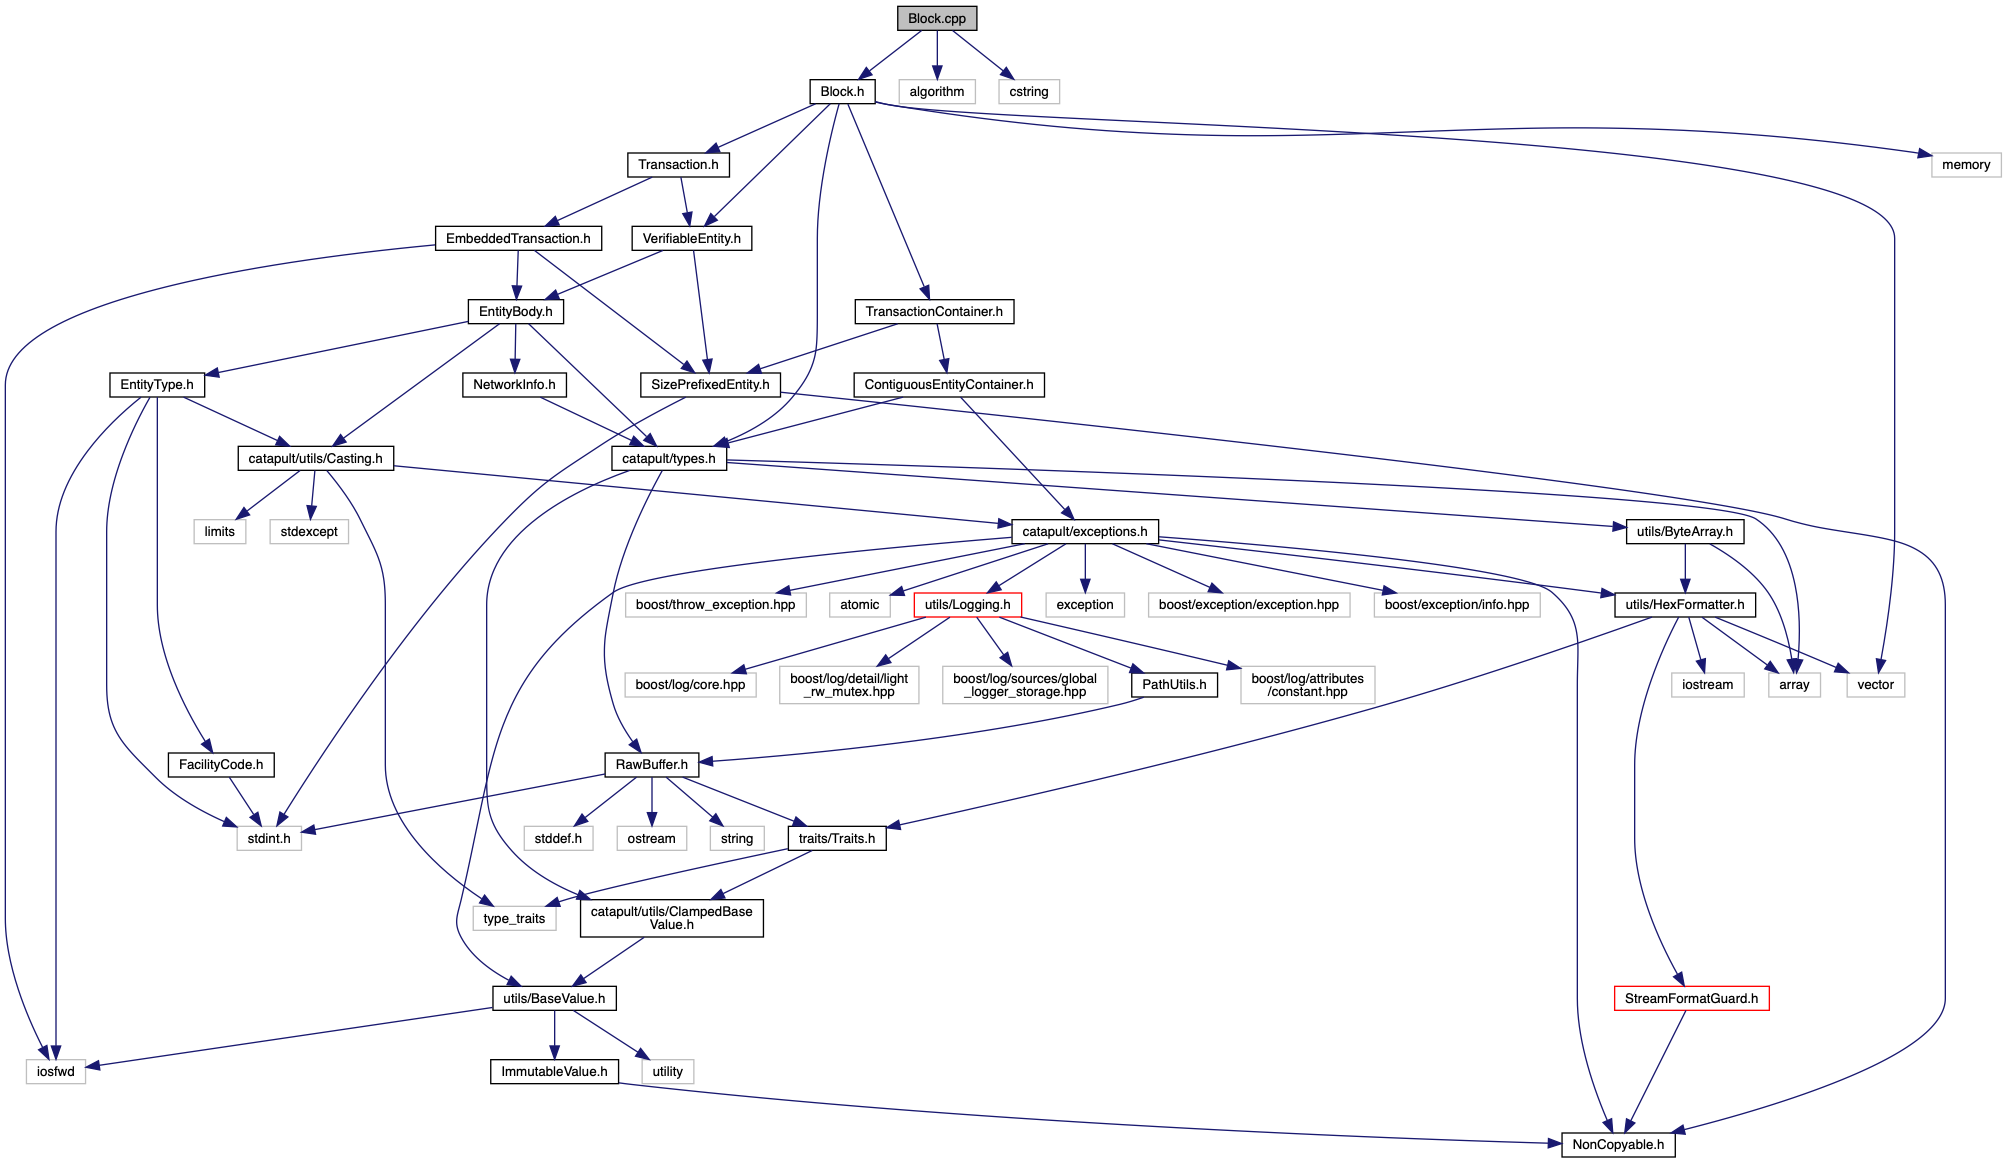 Block.cpp
Block.h
algorithm
cstring
Transaction.h
memory
EmbeddedTransaction.h
VerifiableEntity.h
EntityBody.h
TransactionContainer.h
EntityType.h
NetworkInfo.h
SizePrefixedEntity.h
ContiguousEntityContainer.h
catapult/utils/Casting.h
catapult/types.h
limits
stdexcept
catapult/exceptions.h
utils/ByteArray.h
boost/throw_exception.hpp
atomic
utils/Logging.h
exception
boost/exception/exception.hpp
boost/exception/info.hpp
utils/HexFormatter.h
boost/log/core.hpp
boost/log/detail/light
_rw_mutex.hpp
boost/log/sources/global
_logger_storage.hpp
PathUtils.h
boost/log/attributes
/constant.hpp
iostream
array
vector
FacilityCode.h
RawBuffer.h
stdint.h
stddef.h
ostream
string
traits/Traits.h
type_traits
catapult/utils/ClampedBase
Value.h
utils/BaseValue.h
StreamFormatGuard.h
iosfwd
ImmutableValue.h
utility
NonCopyable.h